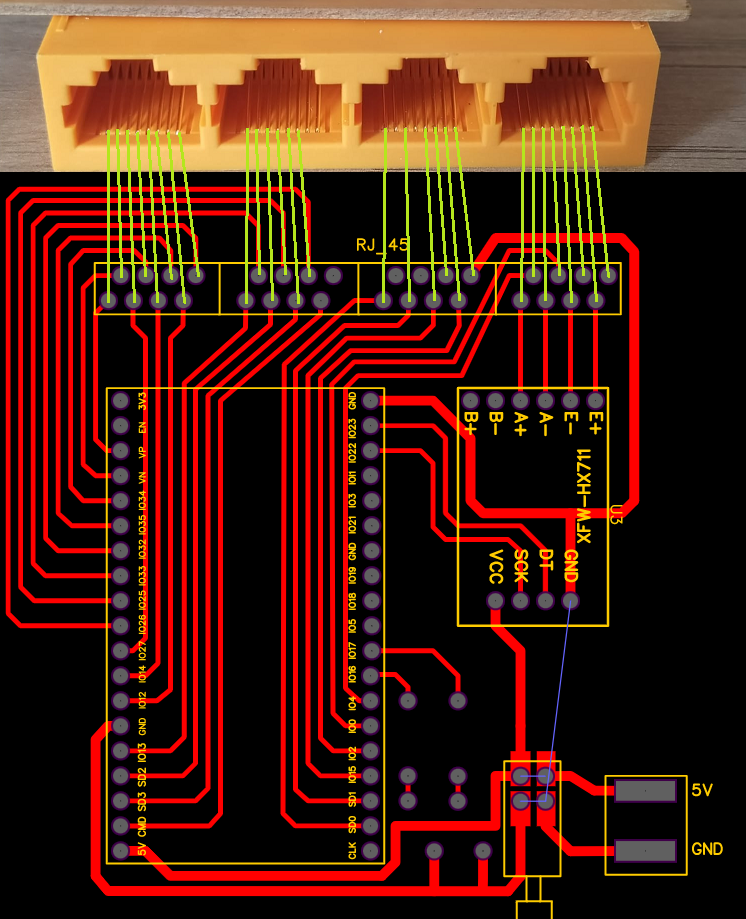 RJ_45
3V3
EN
VP
VN
IO34
IO35
IO32
IO33
IO25
IO26
IO27
IO14
IO12
GND
IO13
SD2
SD3
CMD
5V
GND
IO23
IO22
IO1
IO3
IO21
GND
IO19
IO18
IO5
IO17
IO16
IO4
IO0
IO2
IO15
SD1
SD0
CLK
B+
B-
A+
A-
E-
E+
XFW-HX711
U3
VCC
SCK
DT
GND
5V
GND